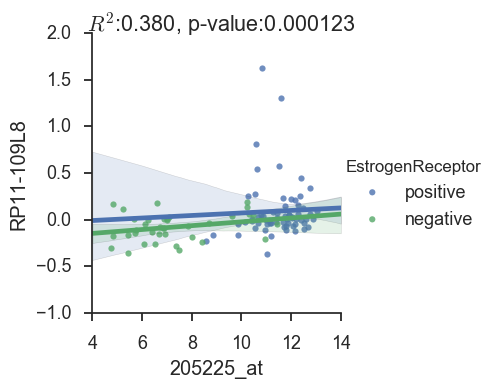 R²:0.380, p-value:0.000123
2.0
1.5
1.0
0.5
0.0
−0.5
−1.0
RP11-109L8
4 6 8 10 12 14
205225_at
EstrogenReceptor
positive
negative